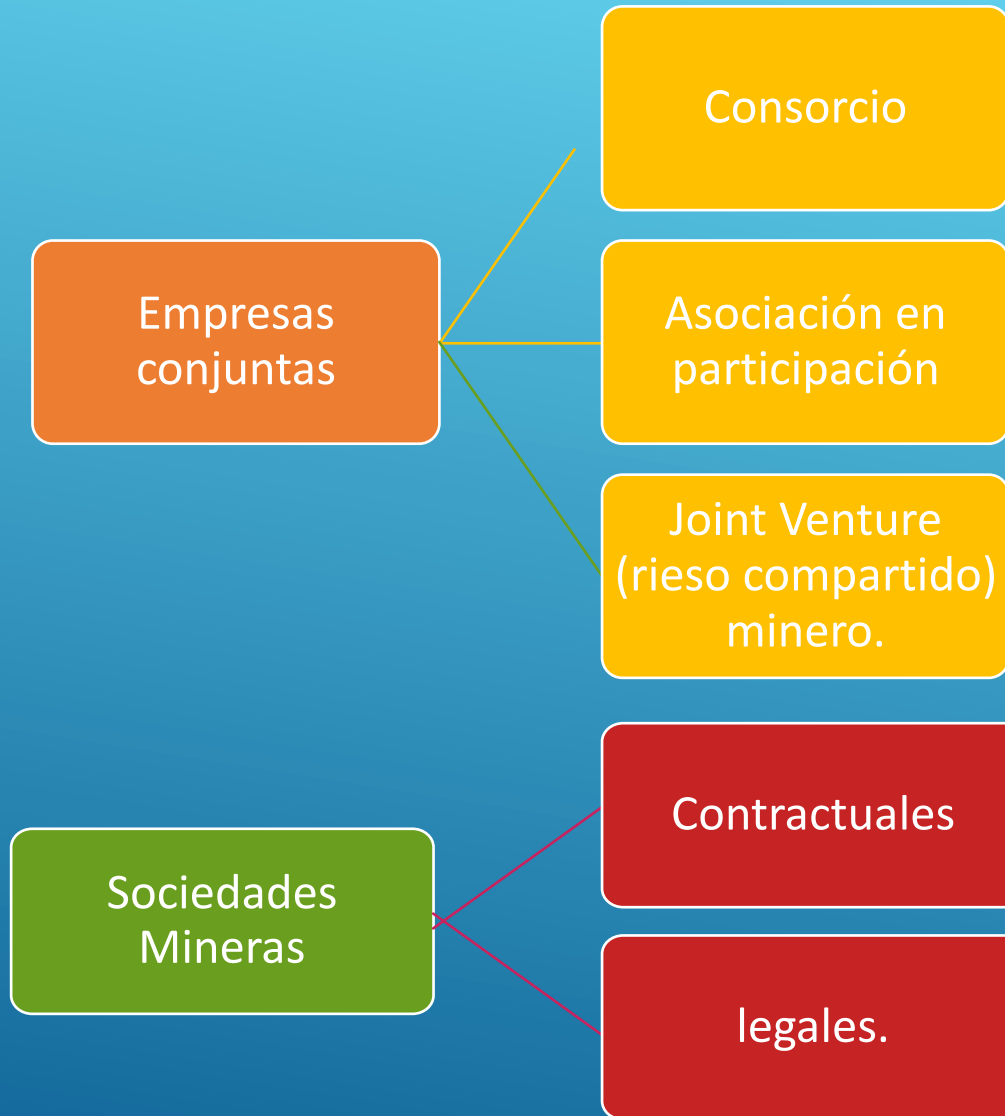 Consorcio
Empresas
conjuntas
Asociación en
participación
Joint Venture
(rieso compartido)
minero.
Sociedades
Mineras
Contractuales
legales.